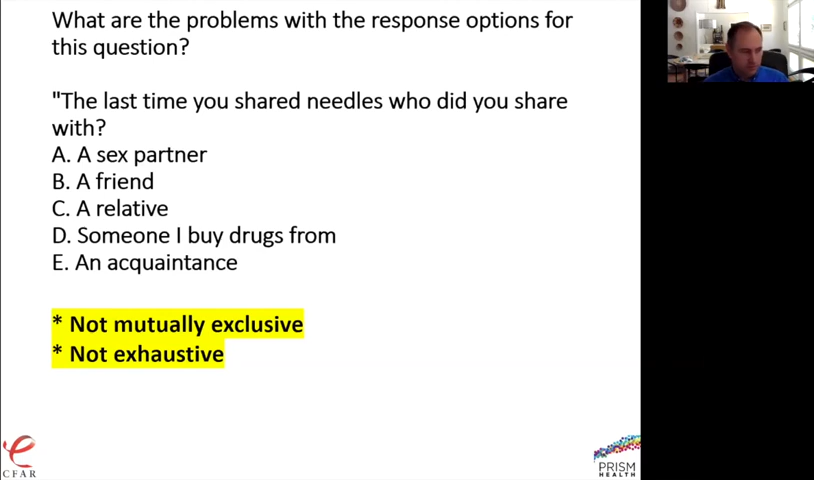 What are the problems with the response options for
this question?
"The last time you shared needles who did you share
with?
A. A sex partner
B. A friend
C. A relative
D. Someone I buy drugs from
E. An acquaintance
* Not mutually exclusive
* Not exhaustive
CFAR
PRISM
HEALTH